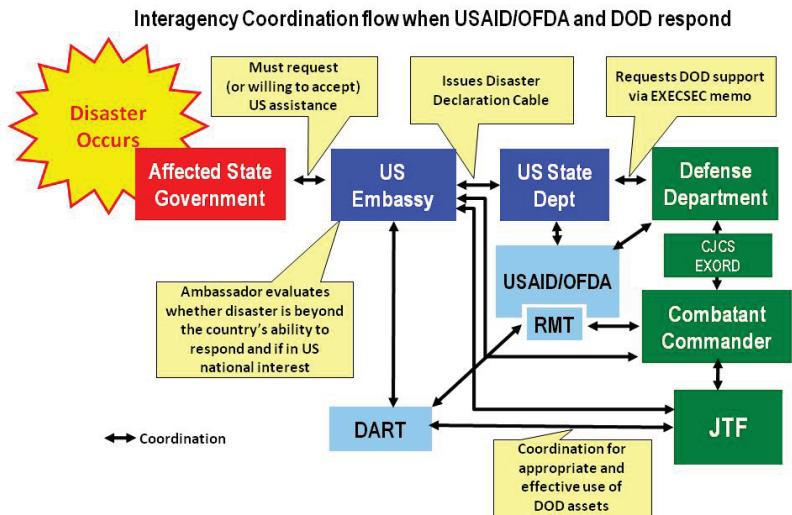 Interagency Coordination flow when USAID/OFDA and DOD respond
Must request
(or willing to accept)
US assistance
Issues Disaster
Declaration Cable
Requests DOD support
via EXECSEC memo
Disaster
Occurs
Affected State
Government
US
Embassy
US State
Dept
Defense
Department
CJCS
EXORD
USAID/OFDA
RMT
Combatant
Commander
Ambassador evaluates
whether disaster is beyond
the country's ability to
respond and if in US
national interest
DART
JTF
Coordination
Coordination for
appropriate and
effective use of
DOD assets